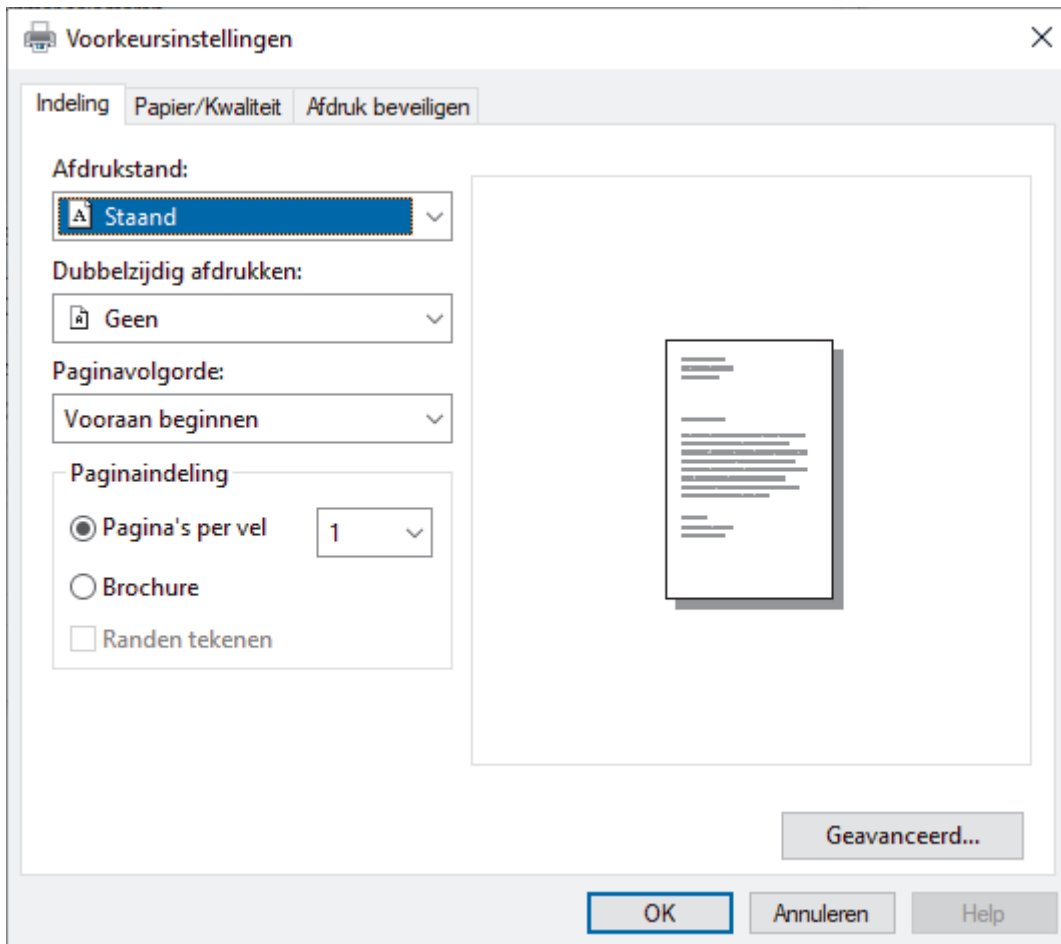 Voorkeursinstellingen
Indeling Papier/Kwaliteit Afdruk beveiligen
Afdrukstand:
A Staand
Dubbelzijdig afdrukken:
A Geen
Paginavolgorde:
Vooraan beginnen
Paginaindeling
Pagina's per vel 1
Brochure
Randen tekenen
Geavanceerd...
OK Annuleren Help